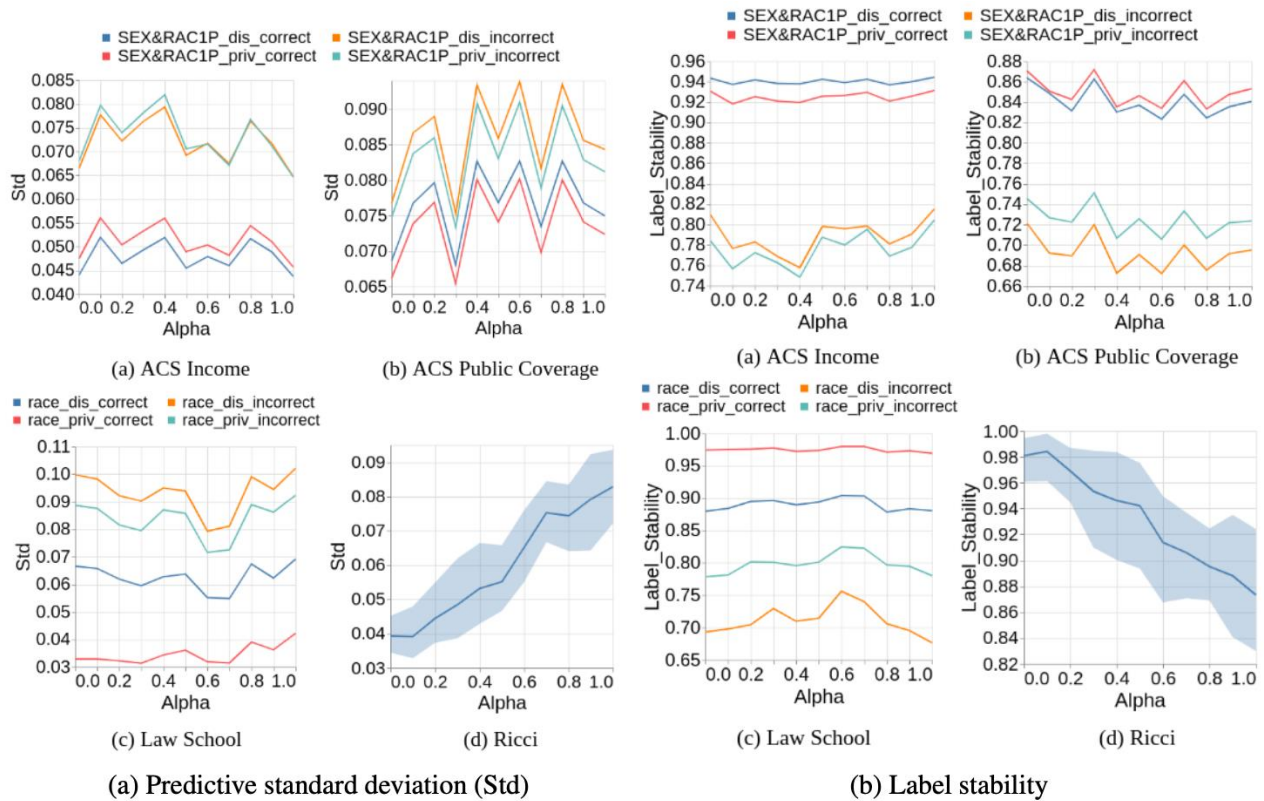 SEX&RAC1P_dis_correct SEX&RAC1P_dis_incorrect
SEX&RAC1P_priv_correct SEX&RAC1P_priv_incorrect
0.085
0.080
0.075
0.070
0.065
0.060
0.055
0.050
0.045
0.040
Std
0.0 0.2 0.4 0.6 0.8 1.0
Alpha
(a) ACS Income
0.090
0.085
0.080
0.075
0.070
0.065
Std
0.0 0.2 0.4 0.6 0.8 1.0
Alpha
(b) ACS Public Coverage
race_dis_correct race_dis_incorrect
race_priv_correct race_priv_incorrect
0.11
0.10
0.09
0.08
0.07
0.06
0.05
0.04
0.03
Std
0.0 0.2 0.4 0.6 0.8 1.0
Alpha
(c) Law School
0.09
0.08
0.07
0.06
0.05
0.04
0.03
Std
0.0 0.2 0.4 0.6 0.8 1.0
Alpha
(d) Ricci
(a) Predictive standard deviation (Std)
SEX&RAC1P_dis_correct SEX&RAC1P_dis_incorrect
SEX&RAC1P_priv_correct SEX&RAC1P_priv_incorrect
0.96
0.94
0.92
0.90
0.88
0.86
0.84
0.82
0.80
0.78
0.76
0.74
Label_Stability
0.0 0.2 0.4 0.6 0.8 1.0
Alpha
(a) ACS Income
0.88
0.86
0.84
0.82
0.80
0.78
0.76
0.74
0.72
0.70
0.68
0.66
Label_Stability
0.0 0.2 0.4 0.6 0.8 1.0
Alpha
(b) ACS Public Coverage
race_dis_correct race_dis_incorrect
race_priv_correct race_priv_incorrect
1.00
0.95
0.90
0.85
0.80
0.75
0.70
0.65
Label_Stability
0.0 0.2 0.4 0.6 0.8 1.0
Alpha
(c) Law School
1.00
0.98
0.96
0.94
0.92
0.90
0.88
0.86
0.84
0.82
Label_Stability
0.0 0.2 0.4 0.6 0.8 1.0
Alpha
(d) Ricci
(b) Label stability